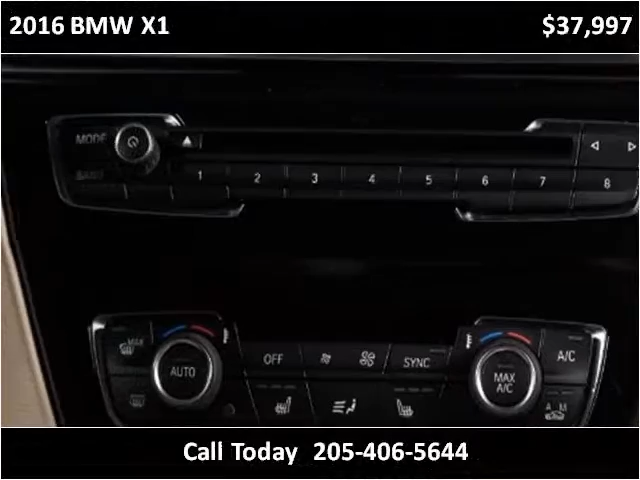 2016 BMW X1 $37,997
MODE
1 2 3 4 5 6 7 8
MAX AUTO OFF SYNC MAX A/C A/C
A M
Call Today 205-406-5644